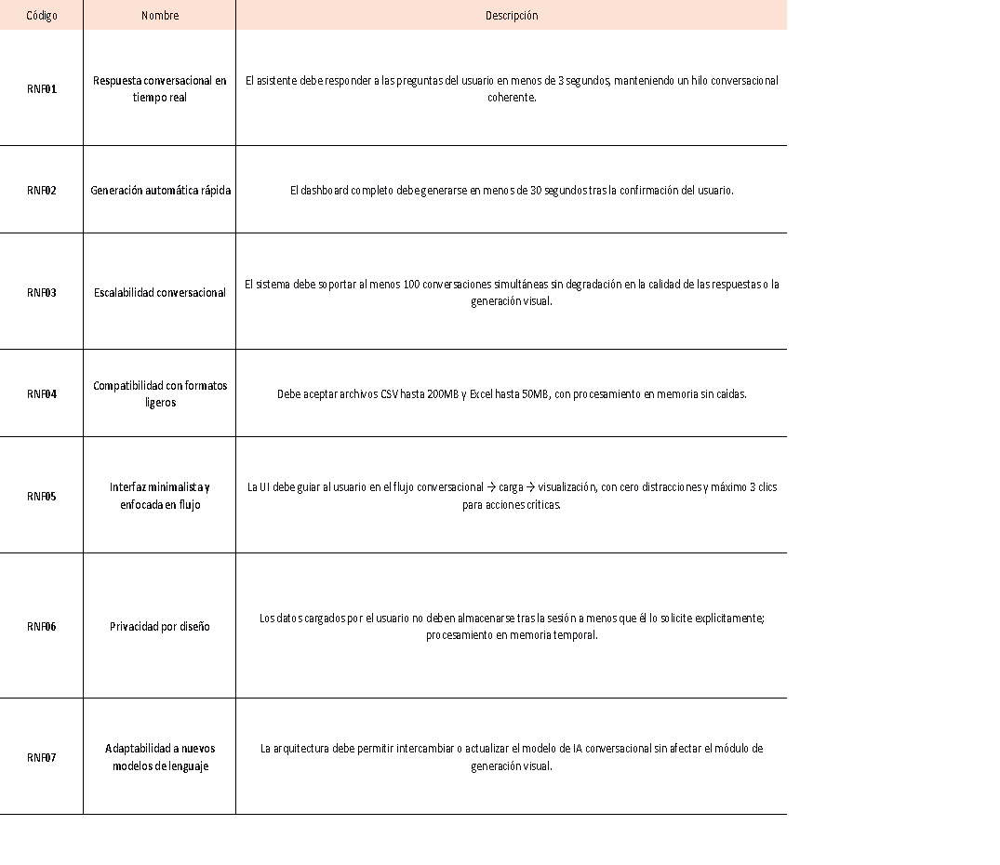 Código Nombre Descripción
RNF01
Respuesta conversacional en
tiempo real
El asistente debe responder a las preguntas del usuario en menos de 3 segundos, manteniendo un hilo conversacional
coherente.
RNF02
Generación automática rápida
El dashboard completo debe generarse en menos de 30 segundos tras la confirmación del usuario.
RNF03
Escalabilidad conversacional
El sistema debe soportar al menos 100 conversaciones simultáneas sin degradación en la calidad de las respuestas o la
generación visual.
RNF04
Compatibilidad con formatos
ligeros
Debe aceptar archivos CSV hasta 200MB y Excel hasta 50MB, con procesamiento en memoria sin caídas.
RNF05
Interfaz minimalista y
enfocada en flujo
La UI debe guiar al usuario en el flujo conversacional → carga → visualización, con cero distracciones y máximo 3 clics
para acciones críticas.
RNF06
Privacidad por diseño
Los datos cargados por el usuario no deben almacenarse tras la sesión a menos que él lo solicite explícitamente;
procesamiento en memoria temporal.
RNF07
Adaptabilidad a nuevos
modelos de lenguaje
La arquitectura debe permitir intercambiar o actualizar el modelo de IA conversacional sin afectar el módulo de
generación visual.